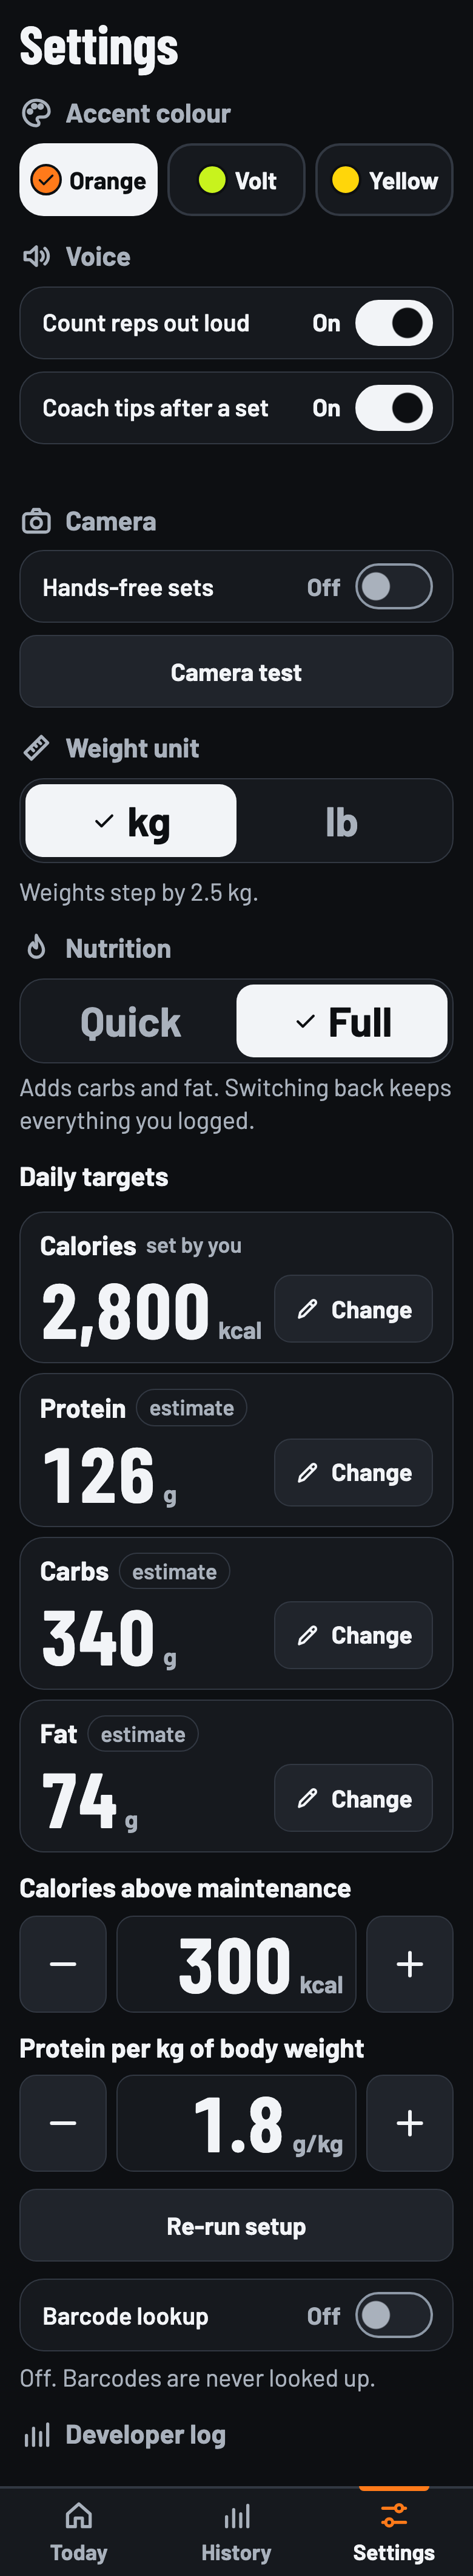 Settings
Accent colour
Orange
Volt
Yellow
Voice
Count reps out loud On
Coach tips after a set On
Camera
Hands-free sets Off
Camera test
Weight unit
kg
lb
Weights step by 2.5 kg.
Nutrition
Quick
Full
Adds carbs and fat. Switching back keeps
everything you logged.
Daily targets
Calories set by you
2,800 kcal
Change
Protein estimate
126 g
Change
Carbs estimate
340 g
Change
Fat estimate
74 g
Change
Calories above maintenance
300 kcal
Protein per kg of body weight
1.8 g/kg
Re-run setup
Barcode lookup Off
Off. Barcodes are never looked up.
Developer log
Today
History
Settings